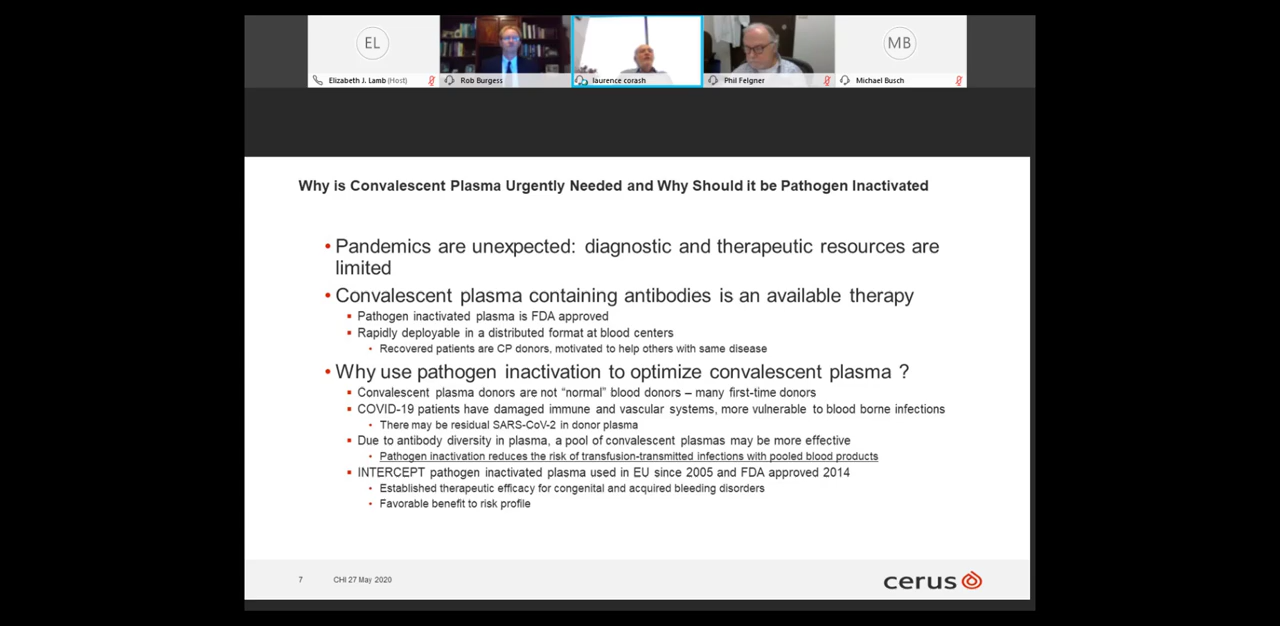 EL
MB
Elizabeth J. Lamb (Host)
Rob Burgess
laurence corash
Phil Felgner
Michael Busch
Why is Convalescent Plasma Urgently Needed and Why Should it be Pathogen Inactivated
• Pandemics are unexpected: diagnostic and therapeutic resources are
limited
• Convalescent plasma containing antibodies is an available therapy
▪ Pathogen inactivated plasma is FDA approved
▪ Rapidly deployable in a distributed format at blood centers
• Recovered patients are CP donors, motivated to help others with same disease
• Why use pathogen inactivation to optimize convalescent plasma ?
▪ Convalescent plasma donors are not “normal” blood donors – many first-time donors
▪ COVID-19 patients have damaged immune and vascular systems, more vulnerable to blood borne infections
• There may be residual SARS-CoV-2 in donor plasma
▪ Due to antibody diversity in plasma, a pool of convalescent plasmas may be more effective
• Pathogen inactivation reduces the risk of transfusion-transmitted infections with pooled blood products
▪ INTERCEPT pathogen inactivated plasma used in EU since 2005 and FDA approved 2014
• Established therapeutic efficacy for congenital and acquired bleeding disorders
• Favorable benefit to risk profile
7 CHI 27 May 2020
cerus